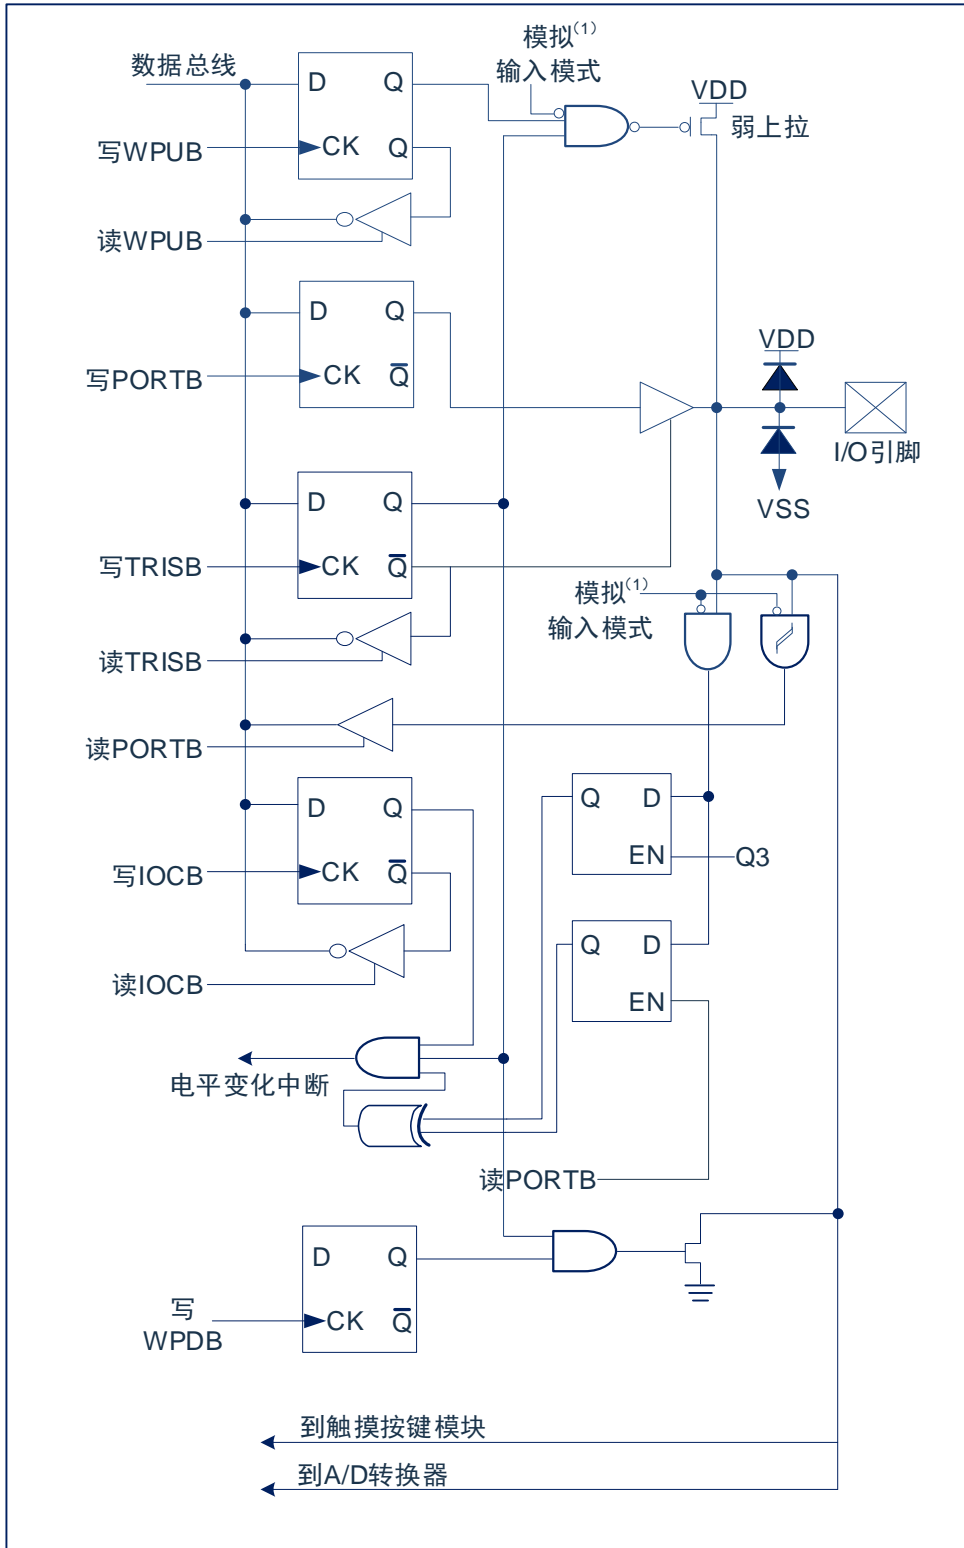 模拟(1)
输入模式
数据总线
D Q
VDD
弱上拉
写WPUB
CK Q
读WPUB
D Q
VDD
写PORTB
CK Q̅
I/O引脚
D Q
VSS
写TRISB
CK Q̅
模拟(1)
输入模式
读TRISB
读PORTB
D Q
Q D
EN Q3
写IOCB
CK Q̅
Q D
读IOCB
EN
电平变化中断
读PORTB
D Q
写
WPDB
CK Q̅
到触摸按键模块
到A/D转换器